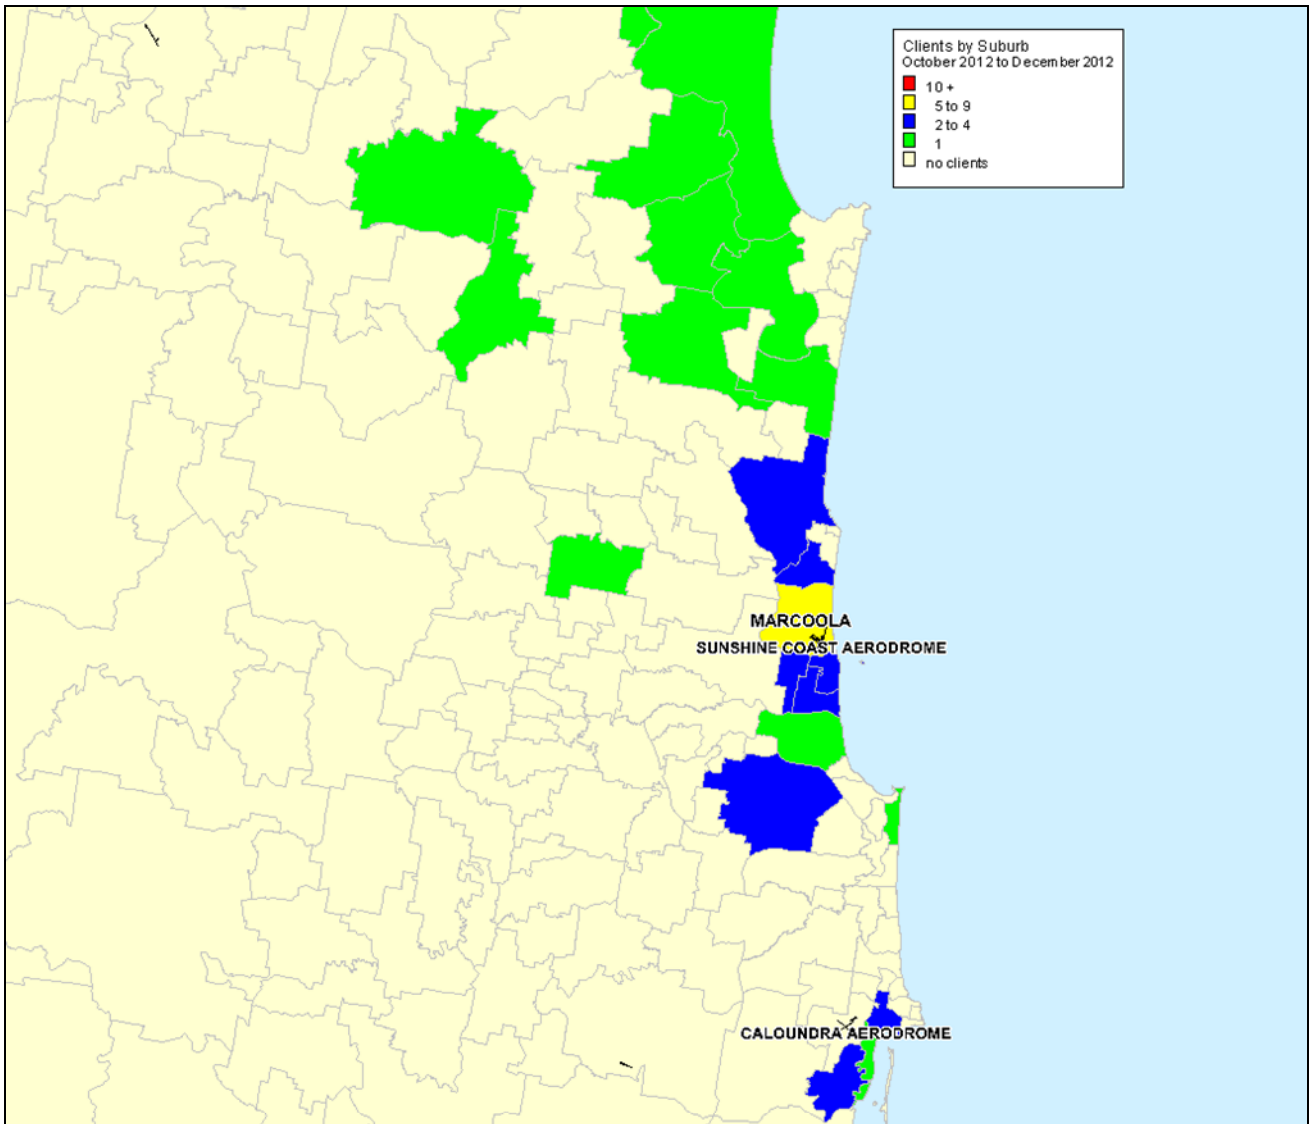 Clients by Suburb
October 2012 to December 2012
10 +
5 to 9
2 to 4
1
no clients
MARCOOLA
SUNSHINE COAST AERODROME
CALOUNDRA AERODROME